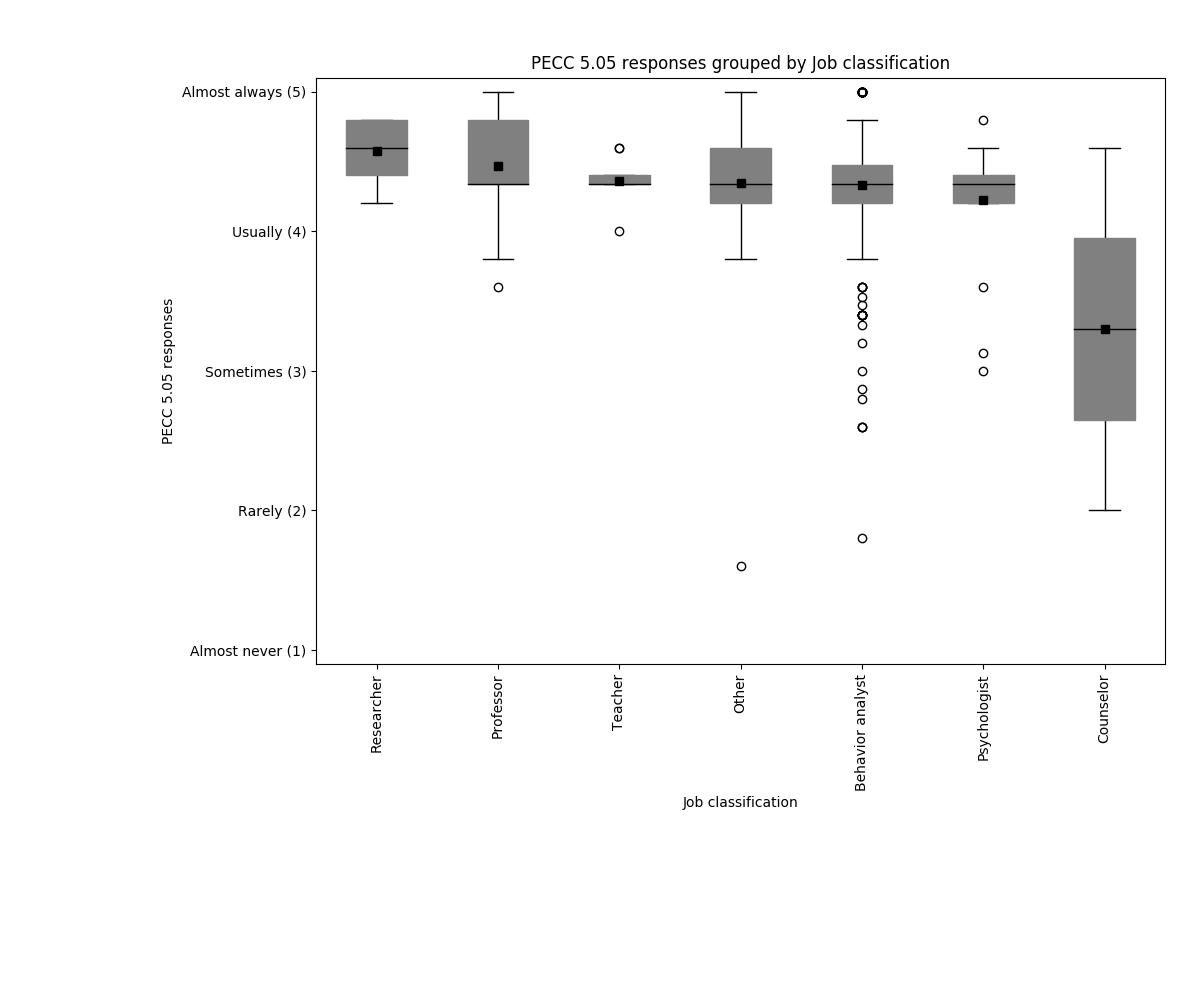 PECC 5.05 responses grouped by Job classification
Almost always (5)
Usually (4)
Sometimes (3)
Rarely (2)
Almost never (1)
PECC 5.05 responses
Researcher
Professor
Teacher
Other
Behavior analyst
Psychologist
Counselor
Job classification